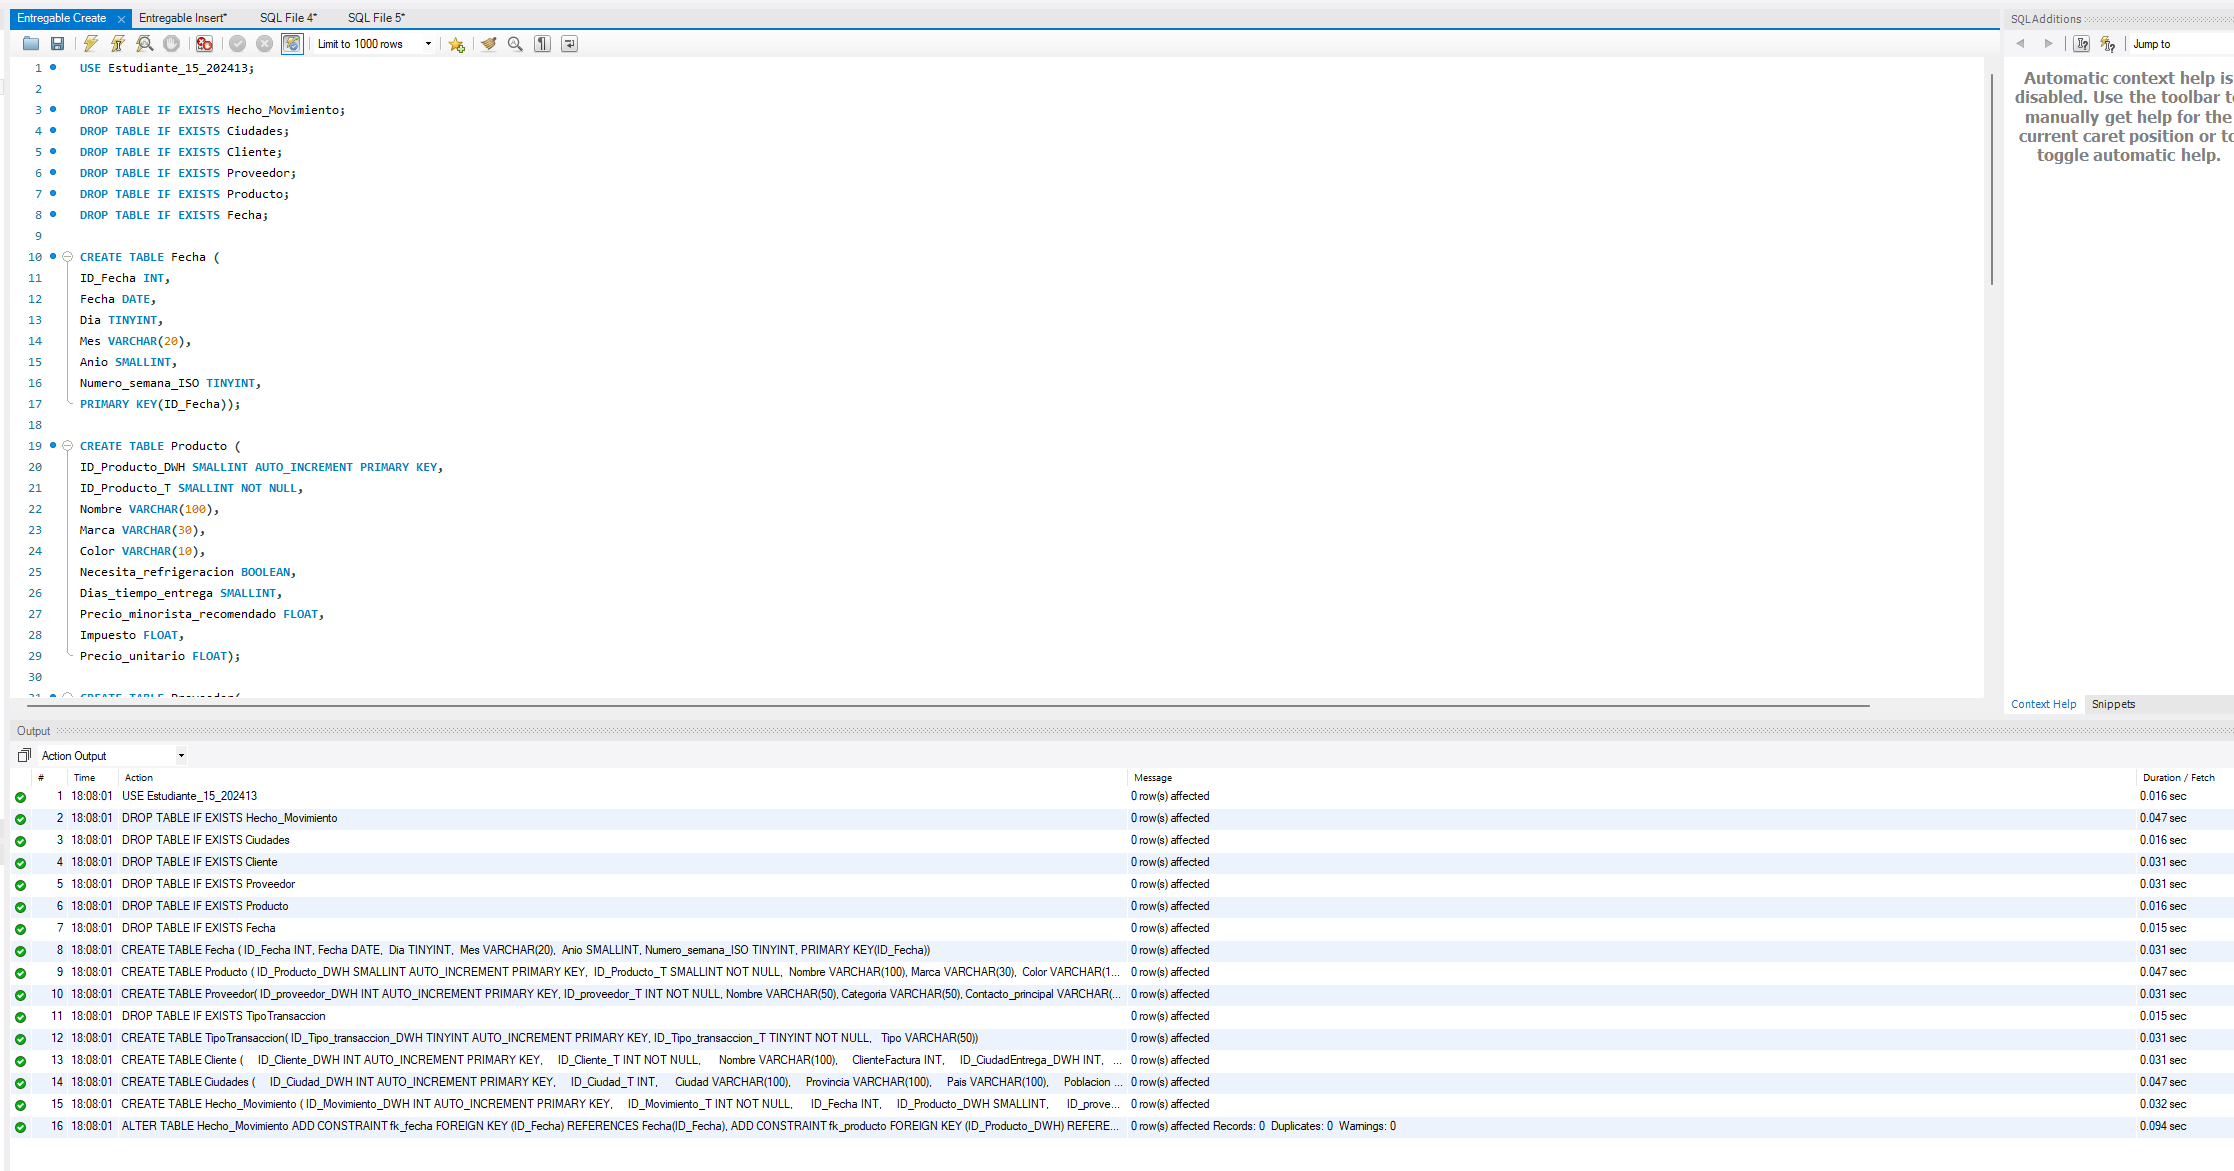 Entregable Create × Entregable Insert* SQL File 4* SQL File 5*
Limit to 1000 rows
1 USE Estudiante_15_202413;
2
3 DROP TABLE IF EXISTS Hecho_Movimiento;
4 DROP TABLE IF EXISTS Ciudades;
5 DROP TABLE IF EXISTS Cliente;
6 DROP TABLE IF EXISTS Proveedor;
7 DROP TABLE IF EXISTS Producto;
8 DROP TABLE IF EXISTS Fecha;
9
10 CREATE TABLE Fecha (
11 ID_Fecha INT,
12 Fecha DATE,
13 Dia TINYINT,
14 Mes VARCHAR(20),
15 Anio SMALLINT,
16 Numero_semana_ISO TINYINT,
17 PRIMARY KEY(ID_Fecha));
18
19 CREATE TABLE Producto (
20 ID_Producto_DWH SMALLINT AUTO_INCREMENT PRIMARY KEY,
21 ID_Producto_T SMALLINT NOT NULL,
22 Nombre VARCHAR(100),
23 Marca VARCHAR(30),
24 Color VARCHAR(10),
25 Necesita_refrigeracion BOOLEAN,
26 Dias_tiempo_entrega SMALLINT,
27 Precio_minorista_recomendado FLOAT,
28 Impuesto FLOAT,
29 Precio_unitario FLOAT);
30
31 CREATE TABLE Proveedor(
SQLAdditions
Jump to
Automatic context help is
disabled. Use the toolbar to
manually get help for the
current caret position or to
toggle automatic help.
Context Help Snippets
Output
Action Output
# Time Action Message Duration / Fetch
1 18:08:01 USE Estudiante_15_202413 0 row(s) affected 0.016 sec
2 18:08:01 DROP TABLE IF EXISTS Hecho_Movimiento 0 row(s) affected 0.047 sec
3 18:08:01 DROP TABLE IF EXISTS Ciudades 0 row(s) affected 0.016 sec
4 18:08:01 DROP TABLE IF EXISTS Cliente 0 row(s) affected 0.031 sec
5 18:08:01 DROP TABLE IF EXISTS Proveedor 0 row(s) affected 0.031 sec
6 18:08:01 DROP TABLE IF EXISTS Producto 0 row(s) affected 0.016 sec
7 18:08:01 DROP TABLE IF EXISTS Fecha 0 row(s) affected 0.015 sec
8 18:08:01 CREATE TABLE Fecha ( ID_Fecha INT, Fecha DATE, Dia TINYINT, Mes VARCHAR(20), Anio SMALLINT, Numero_semana_ISO TINYINT, PRIMARY KEY(ID_Fecha)) 0 row(s) affected 0.031 sec
9 18:08:01 CREATE TABLE Producto ( ID_Producto_DWH SMALLINT AUTO_INCREMENT PRIMARY KEY, ID_Producto_T SMALLINT NOT NULL, Nombre VARCHAR(100), Marca VARCHAR(30), Color VARCHAR(1... 0 row(s) affected 0.047 sec
10 18:08:01 CREATE TABLE Proveedor( ID_proveedor_DWH INT AUTO_INCREMENT PRIMARY KEY, ID_proveedor_T INT NOT NULL, Nombre VARCHAR(50), Categoria VARCHAR(50), Contacto_principal VARCHAR(... 0 row(s) affected 0.031 sec
11 18:08:01 DROP TABLE IF EXISTS TipoTransaccion 0 row(s) affected 0.015 sec
12 18:08:01 CREATE TABLE TipoTransaccion( ID_Tipo_transaccion_DWH TINYINT AUTO_INCREMENT PRIMARY KEY, ID_Tipo_transaccion_T TINYINT NOT NULL, Tipo VARCHAR(50)) 0 row(s) affected 0.031 sec
13 18:08:01 CREATE TABLE Cliente ( ID_Cliente_DWH INT AUTO_INCREMENT PRIMARY KEY, ID_Cliente_T INT NOT NULL, Nombre VARCHAR(100), ClienteFactura INT, ID_CiudadEntrega_DWH INT, ... 0 row(s) affected 0.031 sec
14 18:08:01 CREATE TABLE Ciudades ( ID_Ciudad_DWH INT AUTO_INCREMENT PRIMARY KEY, ID_Ciudad_T INT, Ciudad VARCHAR(100), Provincia VARCHAR(100), Pais VARCHAR(100), Poblacion ... 0 row(s) affected 0.047 sec
15 18:08:01 CREATE TABLE Hecho_Movimiento ( ID_Movimiento_DWH INT AUTO_INCREMENT PRIMARY KEY, ID_Movimiento_T INT NOT NULL, ID_Fecha INT, ID_Producto_DWH SMALLINT, ID_prove... 0 row(s) affected 0.032 sec
16 18:08:01 ALTER TABLE Hecho_Movimiento ADD CONSTRAINT fk_fecha FOREIGN KEY (ID_Fecha) REFERENCES Fecha(ID_Fecha), ADD CONSTRAINT fk_producto FOREIGN KEY (ID_Producto_DWH) REFERE... 0 row(s) affected Records: 0 Duplicates: 0 Warnings: 0 0.094 sec